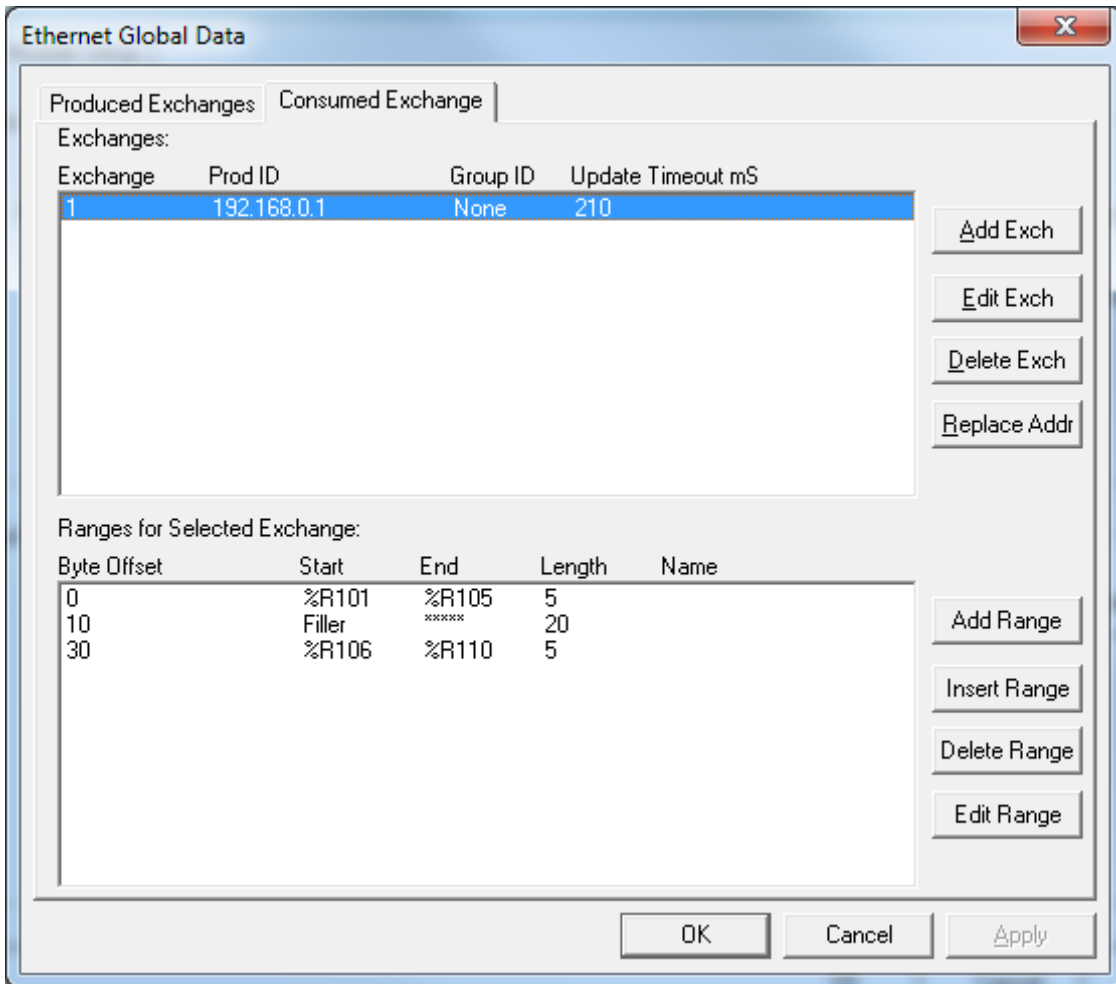 Ethernet Global Data
Produced Exchanges Consumed Exchange
Exchanges:
Exchange Prod ID Group ID Update Timeout mS
1 192.168.0.1 None 210
Add Exch
Edit Exch
Delete Exch
Replace Addr
Ranges for Selected Exchange:
Byte Offset Start End Length Name
0 %R101 %R105 5
10 Filler ***** 20
30 %R106 %R110 5
Add Range
Insert Range
Delete Range
Edit Range
OK Cancel Apply